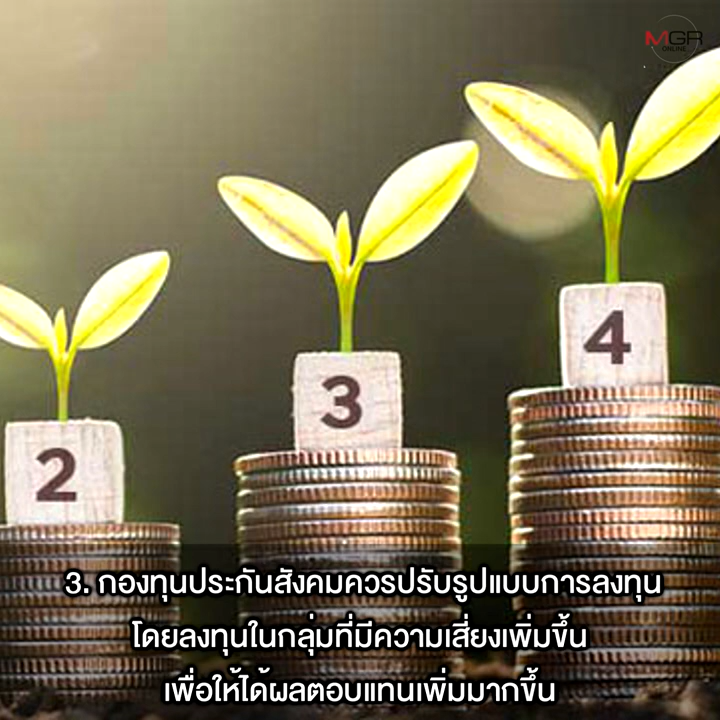 MGR
ONLINE
2
3
4
3. กองทุนประกันสังคมควรปรับรูปแบบการลงทุน
โดยลงทุนในกลุ่มที่มีความเสี่ยงเพิ่มขึ้น
เพื่อให้ได้ผลตอบแทนเพิ่มมากขึ้น